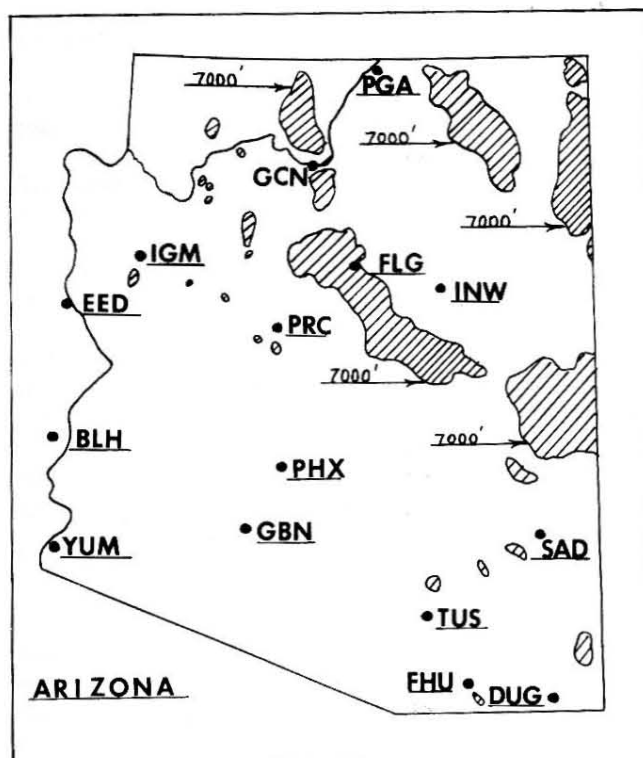 7000'
PGA
7000'
GCN
7000'
IGM
FLG
INW
EED
PRC
7000'
BLH
7000'
PHX
GBN
YUM
SAD
TUS
FHU
DUG
ARIZONA